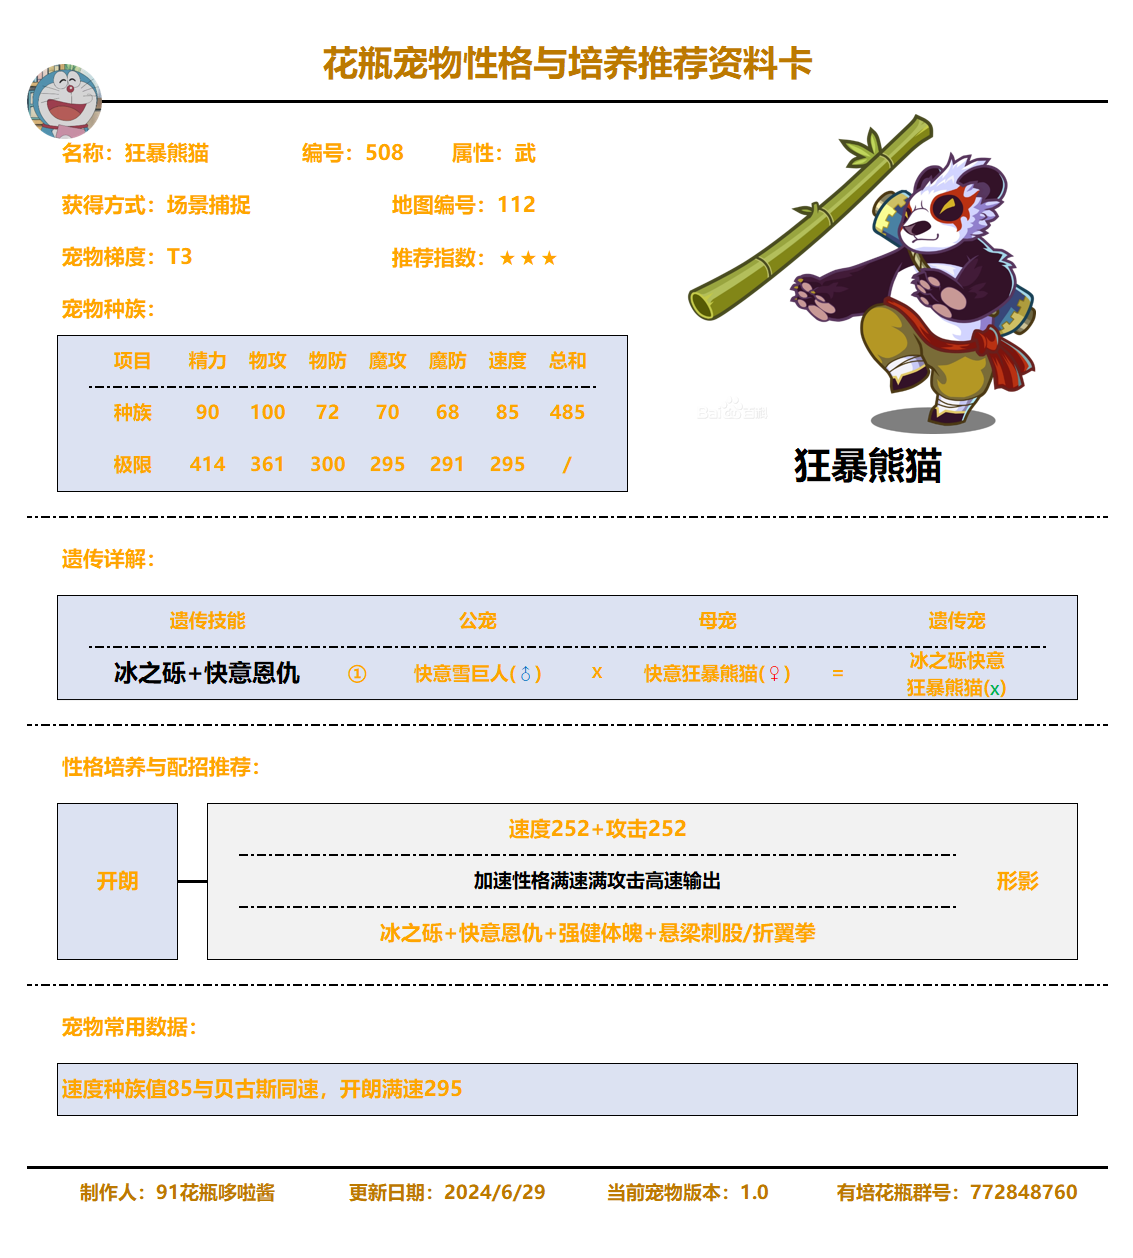 花瓶宠物性格与培养推荐资料卡
名称：狂暴熊猫 编号：508 属性：武
获得方式：场景捕捉 地图编号：112
宠物梯度：T3 推荐指数：★★★
宠物种族：
项目 精力 物攻 物防 魔攻 魔防 速度 总和
种族 90 100 72 70 68 85 485
极限 414 361 300 295 291 295 /
Bai 百科
狂暴熊猫
遗传详解：
遗传技能 公宠 母宠 遗传宠
冰之砾+快意恩仇 ① 快意雪巨人(♂) x 快意狂暴熊猫(♀) = 冰之砾快意
狂暴熊猫(x)
性格培养与配招推荐：
开朗
速度252+攻击252
加速性格满速满攻击高速输出
冰之砾+快意恩仇+强健体魄+悬梁刺股/折翼拳
形影
宠物常用数据：
速度种族值85与贝古斯同速，开朗满速295
制作人：91花瓶哆啦酱 更新日期：2024/6/29 当前宠物版本：1.0 有培花瓶群号：772848760